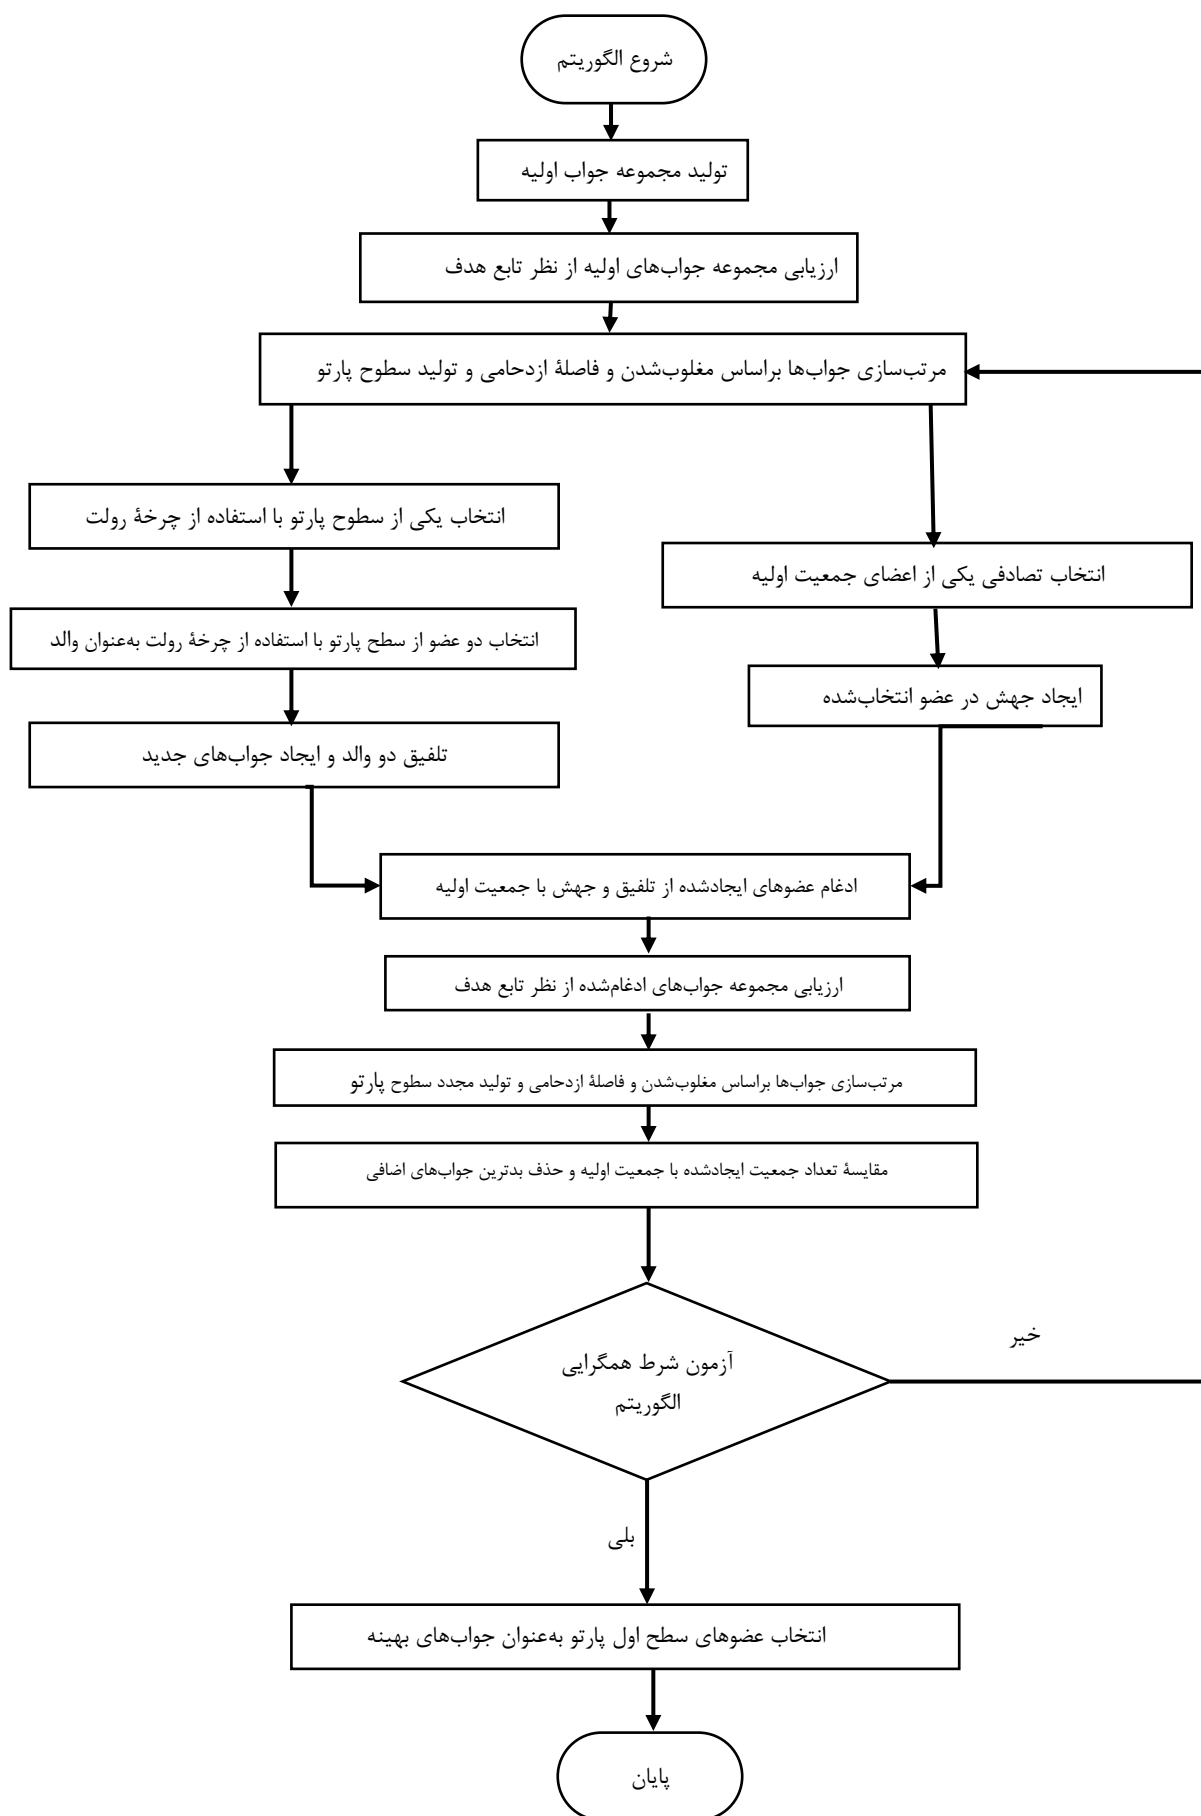 شروع الگوریتم
تولید مجموعه جواب اولیه
ارزیابی مجموعه جواب‌های اولیه از نظر تابع هدف
مرتب‌سازی جواب‌ها براساس مغلوب‌شدن و فاصلهٔ ازدحامی و تولید سطوح پارتو
انتخاب یکی از سطوح پارتو با استفاده از چرخهٔ رولت
انتخاب تصادفی یکی از اعضای جمعیت اولیه
انتخاب دو عضو از سطح پارتو با استفاده از چرخهٔ رولت به‌عنوان والد
ایجاد جهش در عضو انتخاب‌شده
تلفیق دو والد و ایجاد جواب‌های جدید
ادغام عضوهای ایجادشده از تلفیق و جهش با جمعیت اولیه
ارزیابی مجموعه جواب‌های ادغام‌شده از نظر تابع هدف
مرتب‌سازی جواب‌ها براساس مغلوب‌شدن و فاصلهٔ ازدحامی و تولید مجدد سطوح پارتو
مقایسهٔ تعداد جمعیت ایجادشده با جمعیت اولیه و حذف بدترین جواب‌های اضافی
خیر
آزمون شرط همگرایی
الگوریتم
بلی
انتخاب عضوهای سطح اول پارتو به‌عنوان جواب‌های بهینه
پایان